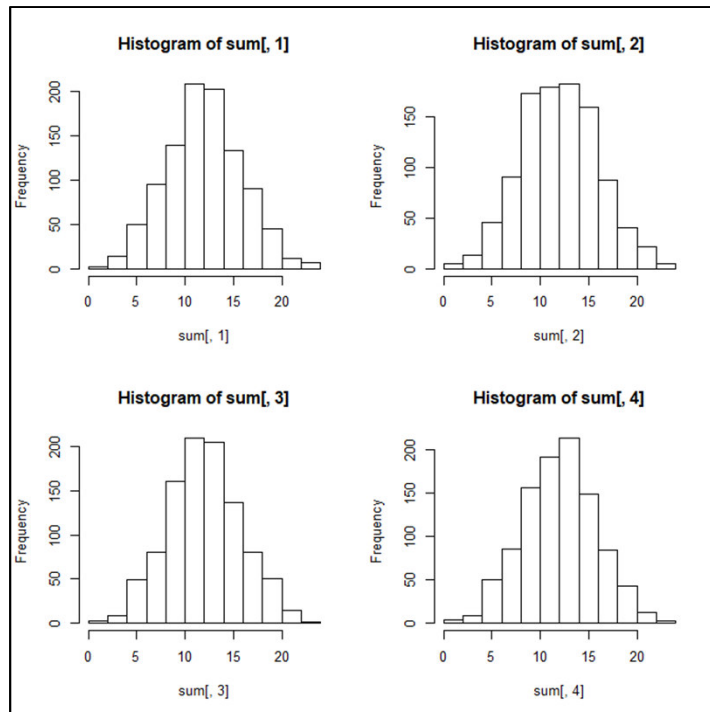 Histogram of sum[, 1]
Frequency
0 50 100 150 200
0 5 10 15 20
sum[, 1]
Histogram of sum[, 2]
Frequency
0 50 100 150
0 5 10 15 20
sum[, 2]
Histogram of sum[, 3]
Frequency
0 50 100 150 200
0 5 10 15 20
sum[, 3]
Histogram of sum[, 4]
Frequency
0 50 100 150 200
0 5 10 15 20
sum[, 4]